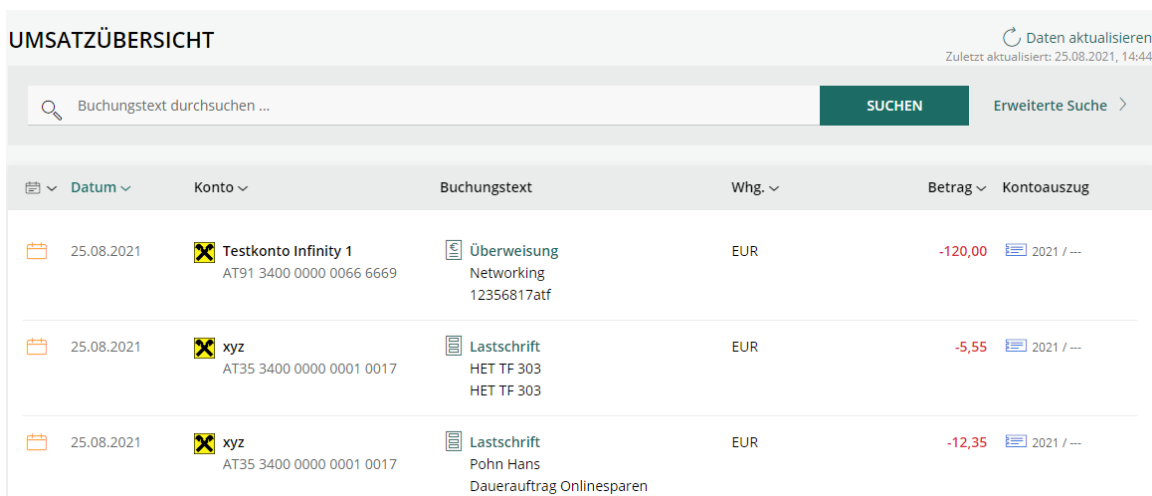 UMSATZÜBERSICHT
Daten aktualisieren
Zuletzt aktualisiert: 25.08.2021, 14:44
Buchungstext durchsuchen ...
SUCHEN
Erweiterte Suche
Datum Konto Buchungstext Whg. Betrag Kontoauszug
25.08.2021 Testkonto Infinity 1 Überweisung EUR -120,00 2021 / ---
AT91 3400 0000 0066 6669 Networking
12356817atf
25.08.2021 xyz Lastschrift EUR -5,55 2021 / ---
AT35 3400 0000 0001 0017 HET TF 303
HET TF 303
25.08.2021 xyz Lastschrift EUR -12,35 2021 / ---
AT35 3400 0000 0001 0017 Pohn Hans
Dauerauftrag Onlinesparen